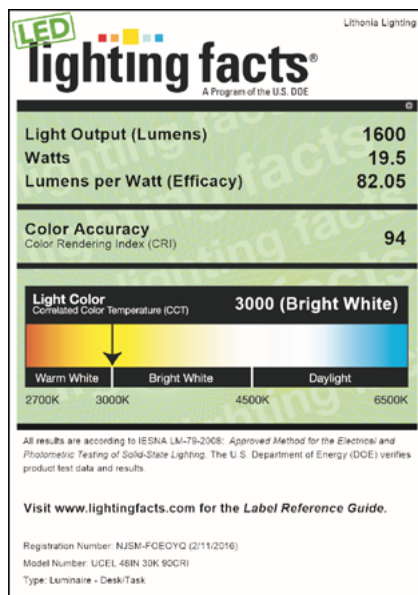 LED
Lithonia Lighting
lighting facts®
A Program of the U.S. DOE
Light Output (Lumens) 1600
Watts 19.5
Lumens per Watt (Efficacy) 82.05
Color Accuracy
Color Rendering Index (CRI) 94
Light Color
Correlated Color Temperature (CCT) 3000 (Bright White)
Warm White Bright White Daylight
2700K 3000K 4500K 6500K
All results are according to IESNA LM-79-2008: Approved Method for the Electrical and
Photometric Testing of Solid-State Lighting. The U.S. Department of Energy (DOE) verifies
product test data and results.
Visit www.lightingfacts.com for the Label Reference Guide.
Registration Number: NJSM-FOEOYQ (2/11/2016)
Model Number: UCEL 48IN 30K 90CRI
Type: Luminaire - Desk/Task